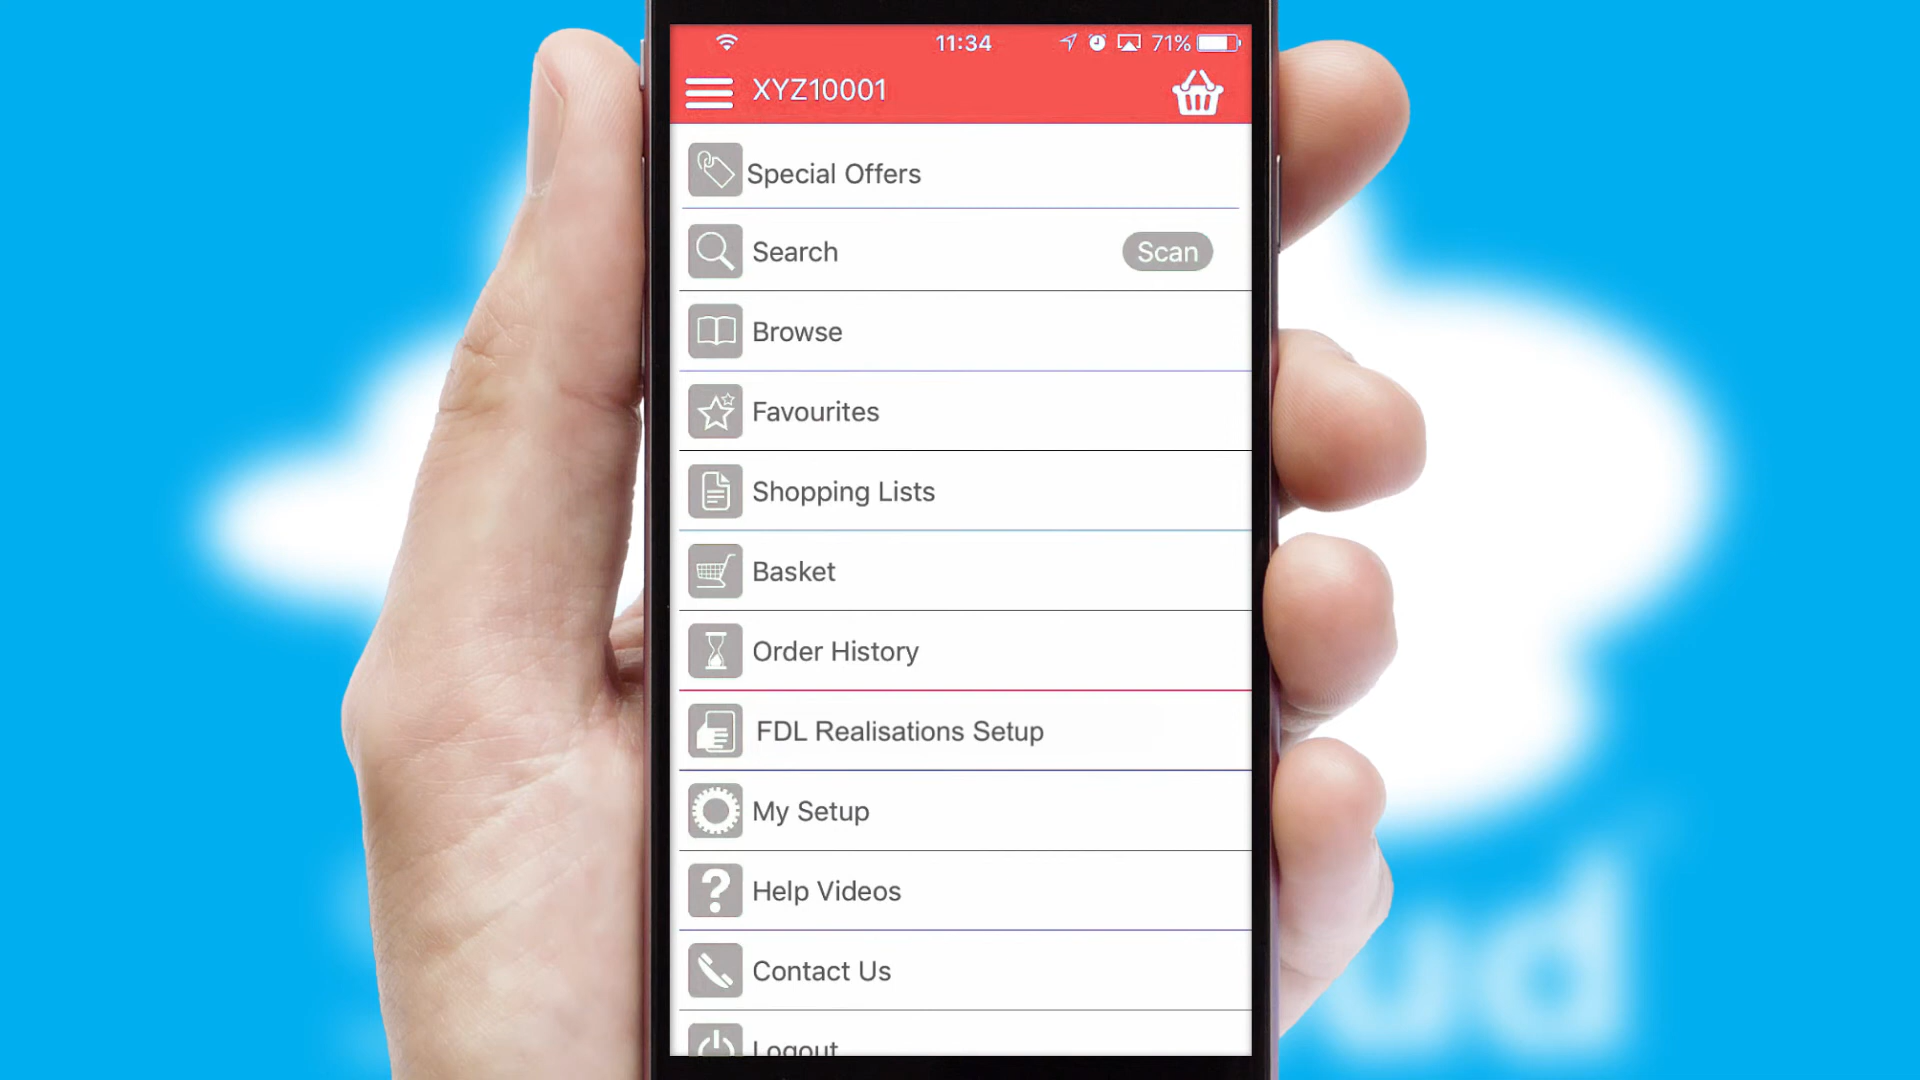 11:34
71%
XYZ10001
Special Offers
Search
Scan
Browse
Favourites
Shopping Lists
Basket
Order History
FDL Realisations Setup
My Setup
Help Videos
Contact Us
Logout